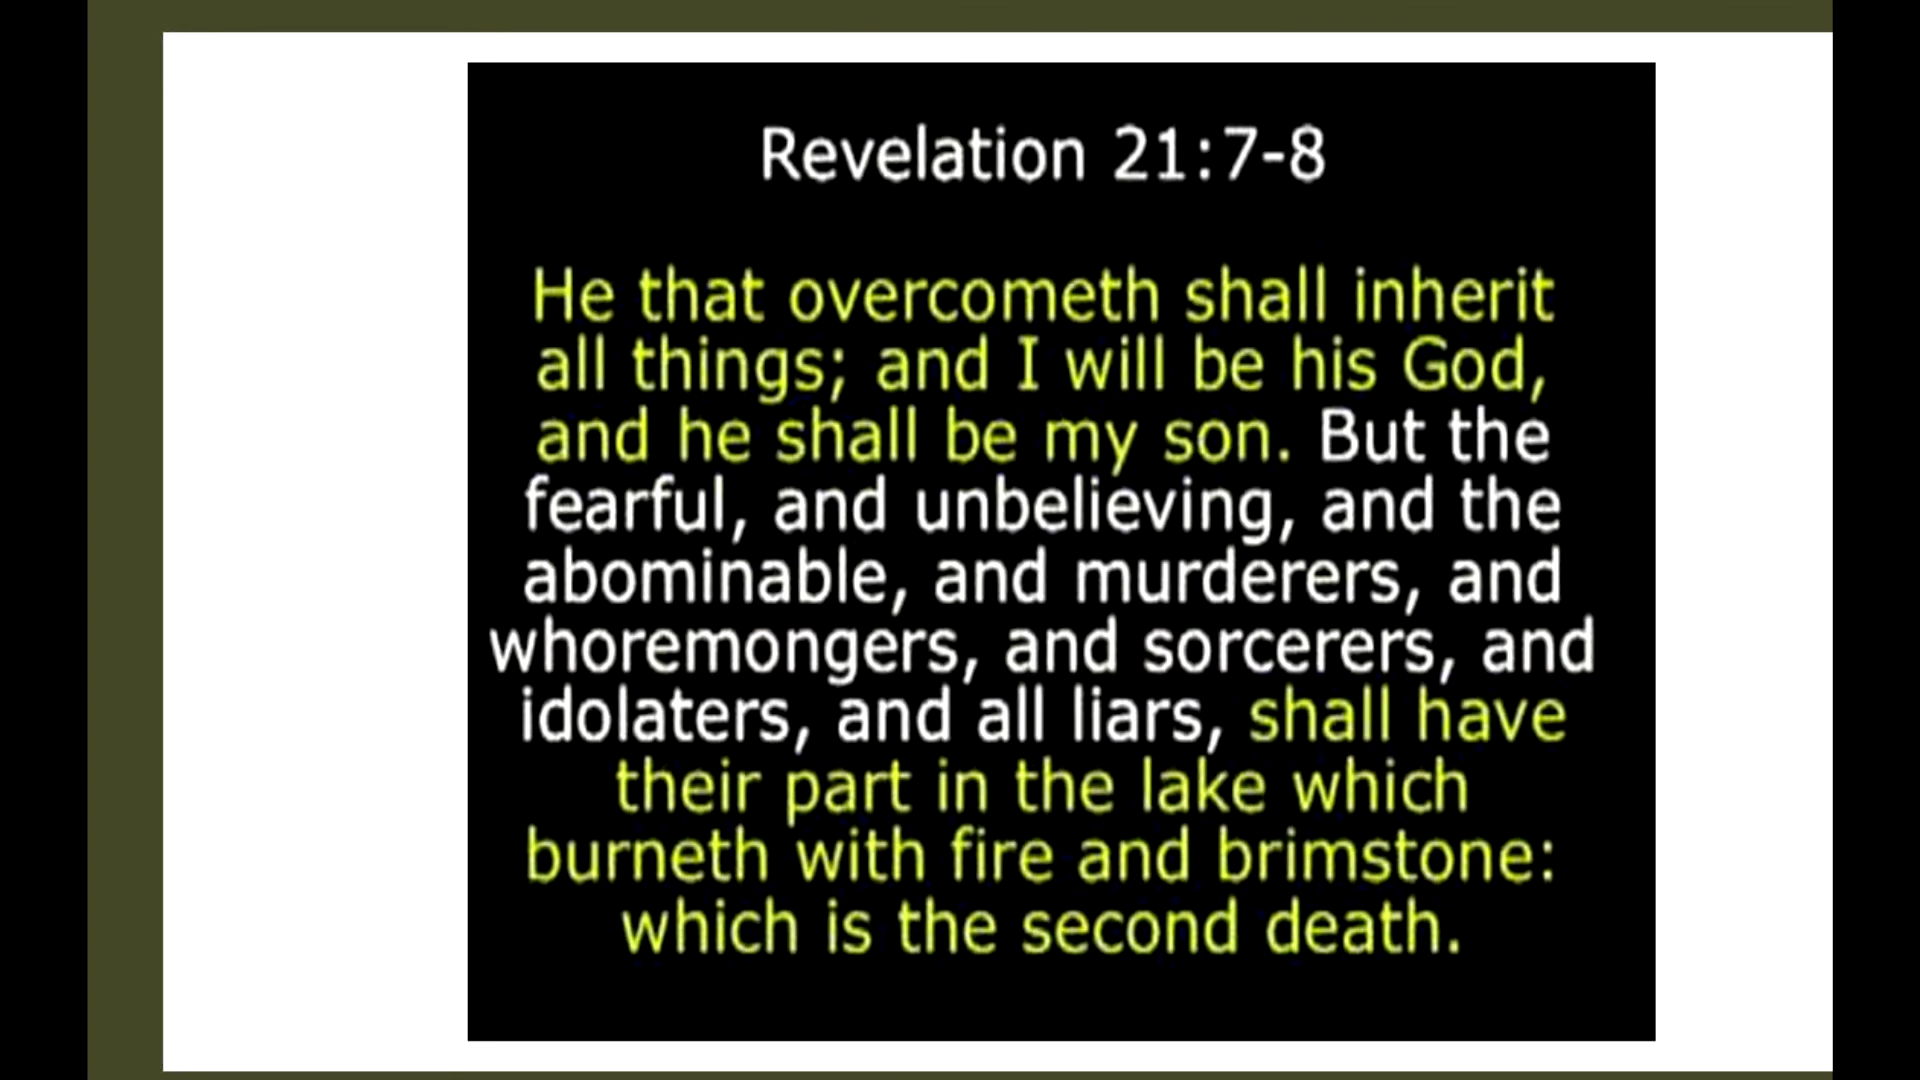 Revelation 21:7-8
He that overcometh shall inherit
all things; and I will be his God,
and he shall be my son. But the
fearful, and unbelieving, and the
abominable, and murderers, and
whoremongers, and sorcerers, and
idolaters, and all liars, shall have
their part in the lake which
burneth with fire and brimstone:
which is the second death.